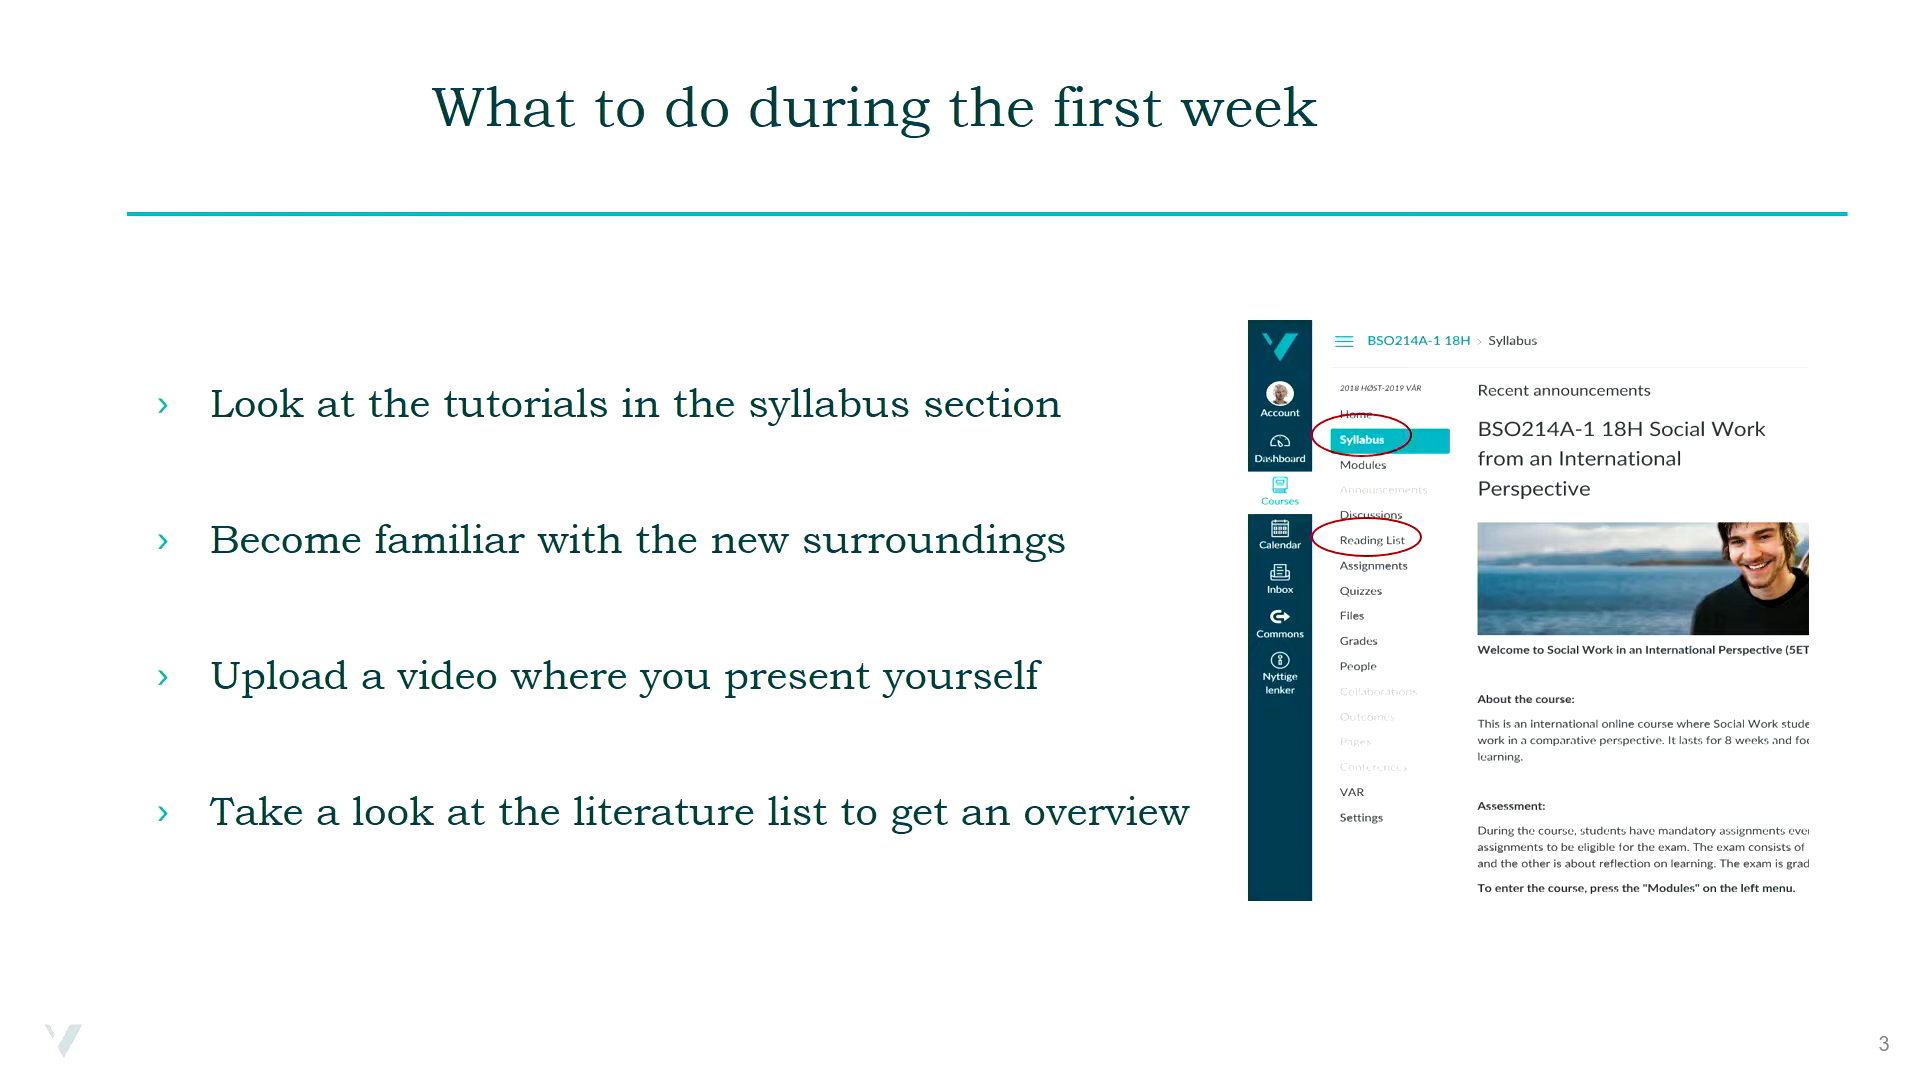 What to do during the first week
› Look at the tutorials in the syllabus section
› Become familiar with the new surroundings
› Upload a video where you present yourself
› Take a look at the literature list to get an overview
Account
Dashboard
Courses
Calendar
Inbox
Commons
Nyttige
lenker
BSO214A-1 18H › Syllabus
2018 HØST-2019 VÅR
Home
Syllabus
Modules
Announcements
Discussions
Reading List
Assignments
Quizzes
Files
Grades
People
Collaborations
Outcomes
Pages
Conferences
VAR
Settings
Recent announcements
BSO214A-1 18H Social Work
from an International
Perspective
Welcome to Social Work in an International Perspective (5ET
About the course:
This is an international online course where Social Work stude
work in a comparative perspective. It lasts for 8 weeks and foc
learning.
Assessment:
During the course, students have mandatory assignments ever
assignments to be eligible for the exam. The exam consists of
and the other is about reflection on learning. The exam is grad
To enter the course, press the "Modules" on the left menu.
3